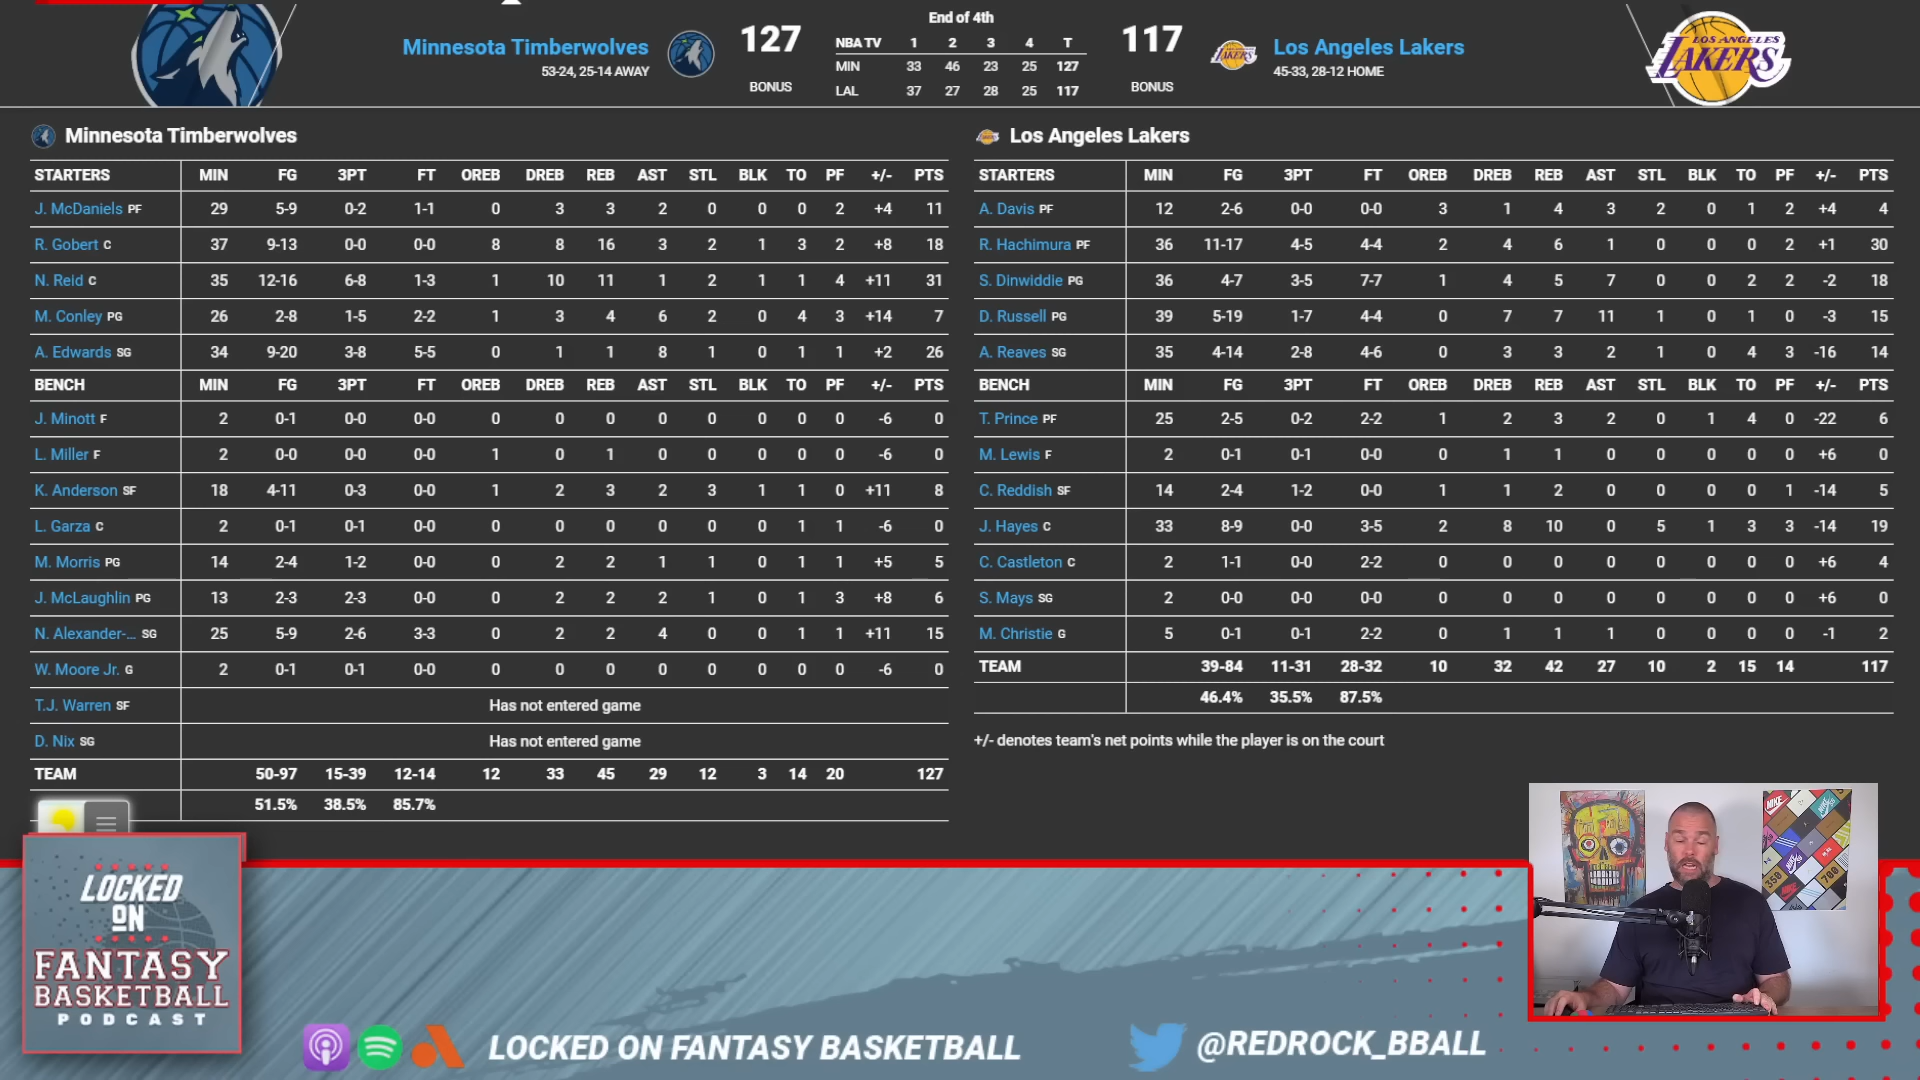 Minnesota Timberwolves
53-24, 25-14 AWAY
127
BONUS
End of 4th
NBA TV 1 2 3 4 T
MIN 33 46 23 25 127
LAL 37 27 28 25 117
117
BONUS
LAKERS
Los Angeles Lakers
45-33, 28-12 HOME
LOS ANGELES
LAKERS
Minnesota Timberwolves
STARTERS MIN FG 3PT FT OREB DREB REB AST STL BLK TO PF +/- PTS
J. McDaniels PF 29 5-9 0-2 1-1 0 3 3 2 0 0 0 2 +4 11
R. Gobert C 37 9-13 0-0 0-0 8 8 16 3 2 1 3 2 +8 18
N. Reid C 35 12-16 6-8 1-3 1 10 11 1 2 1 1 4 +11 31
M. Conley PG 26 2-8 1-5 2-2 1 3 4 6 2 0 4 3 +14 7
A. Edwards SG 34 9-20 3-8 5-5 0 1 1 8 1 0 1 1 +2 26
BENCH MIN FG 3PT FT OREB DREB REB AST STL BLK TO PF +/- PTS
J. Minott F 2 0-1 0-0 0-0 0 0 0 0 0 0 0 0 -6 0
L. Miller F 2 0-0 0-0 0-0 1 0 1 0 0 0 0 0 -6 0
K. Anderson SF 18 4-11 0-3 0-0 1 2 3 2 3 1 1 0 +11 8
L. Garza C 2 0-1 0-1 0-0 0 0 0 0 0 0 1 1 -6 0
M. Morris PG 14 2-4 1-2 0-0 0 2 2 1 1 0 1 1 +5 5
J. McLaughlin PG 13 2-3 2-3 0-0 0 2 2 2 1 0 1 3 +8 6
N. Alexander-... SG 25 5-9 2-6 3-3 0 2 2 4 0 0 1 1 +11 15
W. Moore Jr. G 2 0-1 0-1 0-0 0 0 0 0 0 0 0 0 -6 0
T.J. Warren SF Has not entered game
D. Nix SG Has not entered game
TEAM 50-97 15-39 12-14 12 33 45 29 12 3 14 20 127
51.5% 38.5% 85.7%
Los Angeles Lakers
STARTERS MIN FG 3PT FT OREB DREB REB AST STL BLK TO PF +/- PTS
A. Davis PF 12 2-6 0-0 0-0 3 1 4 3 2 0 1 2 +4 4
R. Hachimura PF 36 11-17 4-5 4-4 2 4 6 1 0 0 0 2 +1 30
S. Dinwiddie PG 36 4-7 3-5 7-7 1 4 5 7 0 0 2 2 -2 18
D. Russell PG 39 5-19 1-7 4-4 0 7 7 11 1 0 1 0 -3 15
A. Reaves SG 35 4-14 2-8 4-6 0 3 3 2 1 0 4 3 -16 14
BENCH MIN FG 3PT FT OREB DREB REB AST STL BLK TO PF +/- PTS
T. Prince PF 25 2-5 0-2 2-2 1 2 3 2 0 1 4 0 -22 6
M. Lewis F 2 0-1 0-1 0-0 0 1 1 0 0 0 0 0 +6 0
C. Reddish SF 14 2-4 1-2 0-0 1 1 2 0 0 0 0 1 -14 5
J. Hayes C 33 8-9 0-0 3-5 2 8 10 0 5 1 3 3 -14 19
C. Castleton C 2 1-1 0-0 2-2 0 0 0 0 0 0 0 0 +6 4
S. Mays SG 2 0-0 0-0 0-0 0 0 0 0 0 0 0 0 +6 0
M. Christie G 5 0-1 0-1 2-2 0 1 1 1 0 0 0 0 -1 2
TEAM 39-84 11-31 28-32 10 32 42 27 10 2 15 14 117
46.4% 35.5% 87.5%
+/- denotes team's net points while the player is on the court
LOCKED
ON
FANTASY
BASKETBALL
PODCAST
LOCKED ON FANTASY BASKETBALL
@REDROCK_BBALL
NIKE
NIKE
350
700